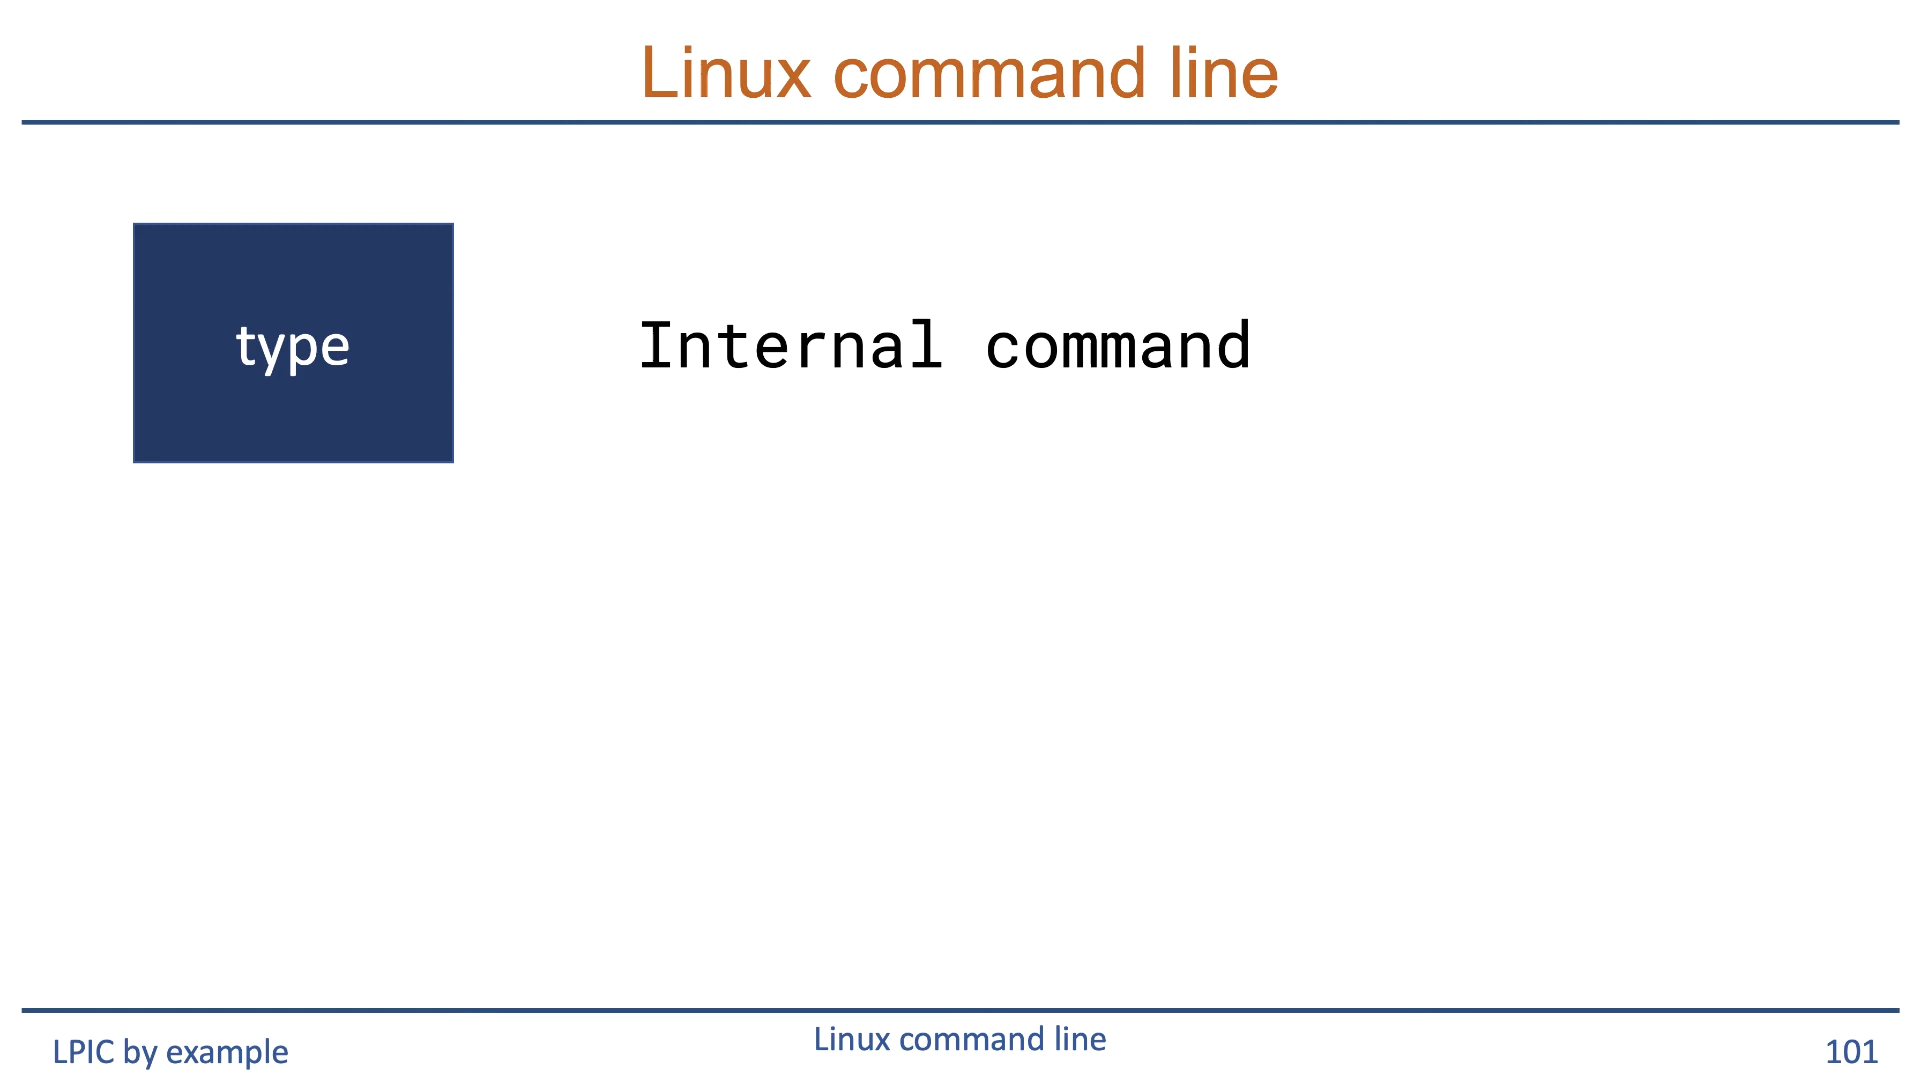 Linux command line
type
Internal command
LPIC by example
Linux command line
101